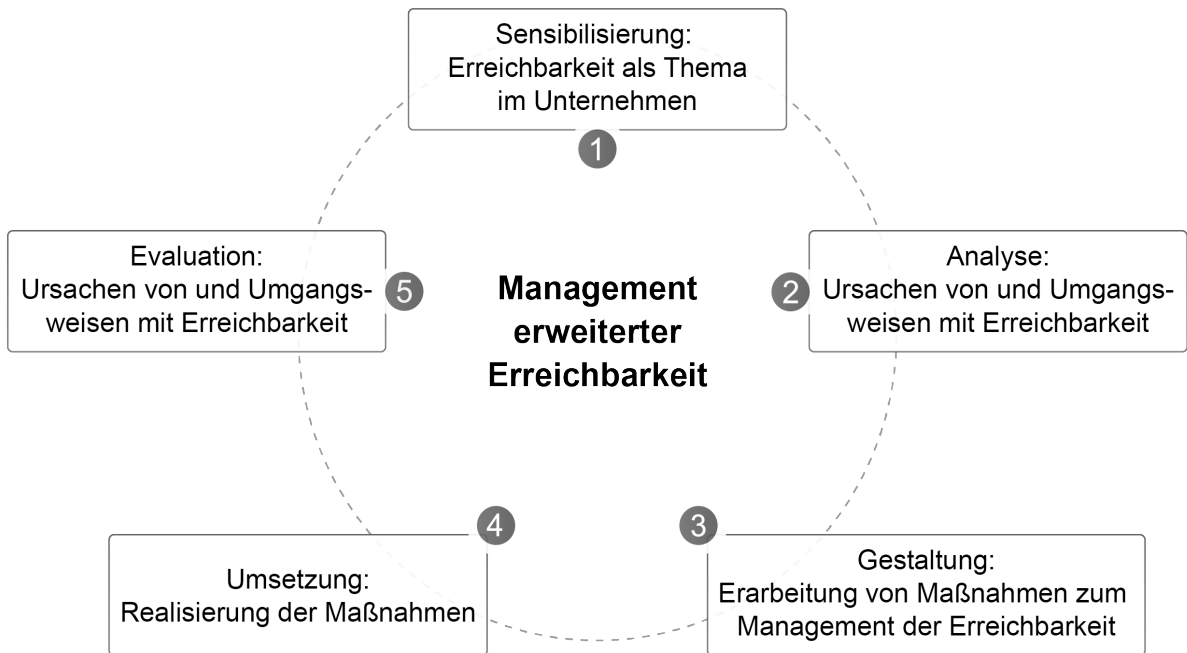 Sensibilisierung:
Erreichbarkeit als Thema
im Unternehmen
1
Evaluation:
Ursachen von und Umgangs-
weisen mit Erreichbarkeit
5
Management
erweiterter
Erreichbarkeit
2
Analyse:
Ursachen von und Umgangs-
weisen mit Erreichbarkeit
4
Umsetzung:
Realisierung der Maßnahmen
3
Gestaltung:
Erarbeitung von Maßnahmen zum
Management der Erreichbarkeit